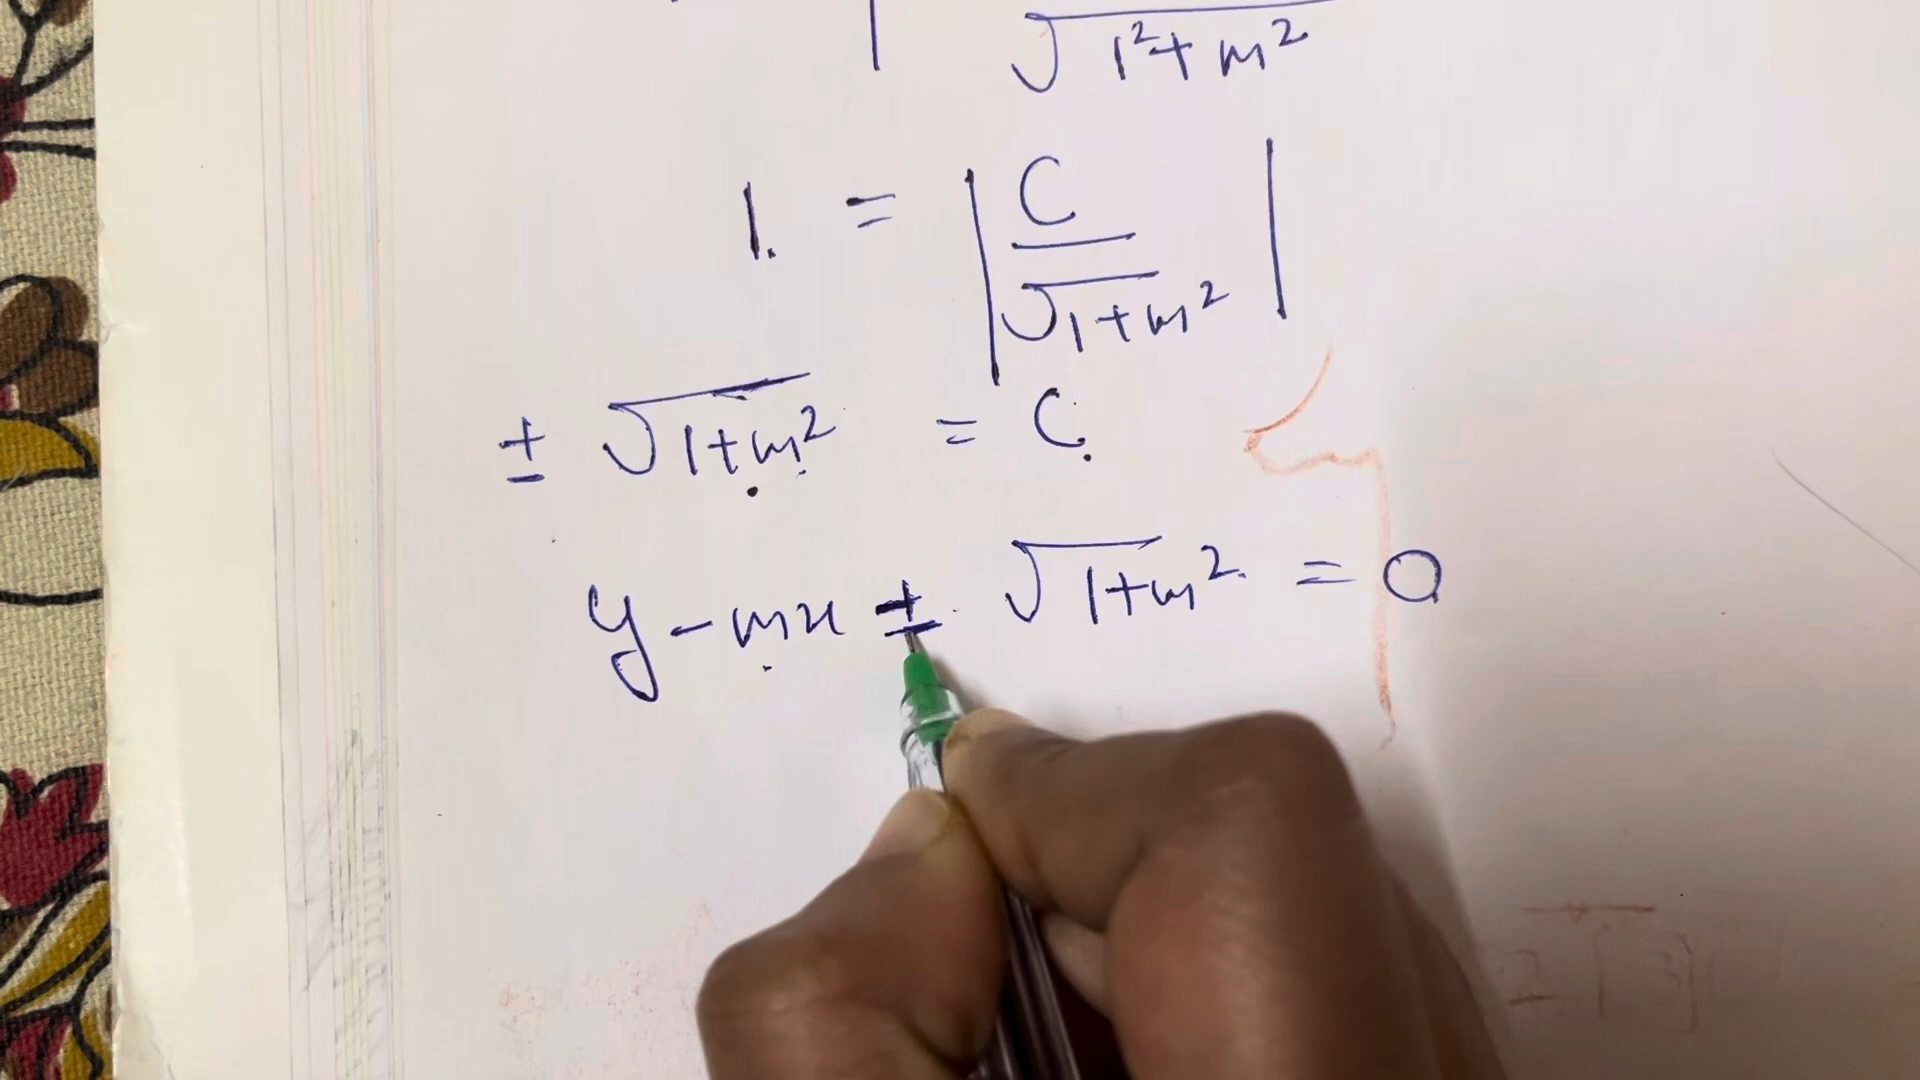 √1²+m²
1. = | C / √1+m² |
± √1+m² = C.
y - mx ± √1+m² = 0